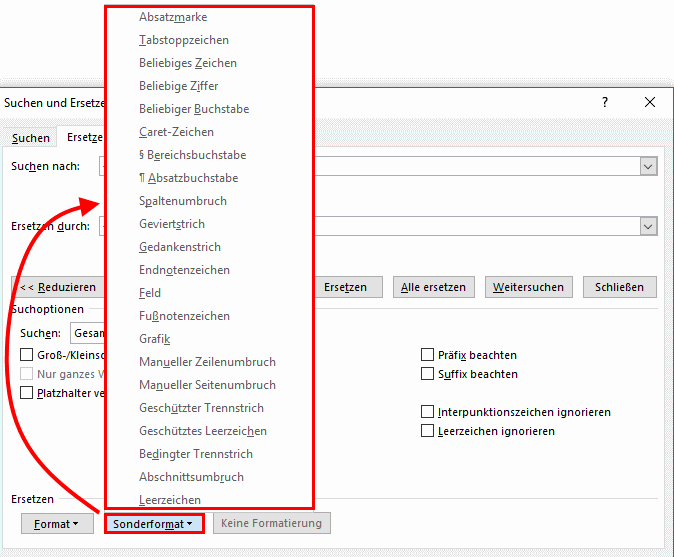 Absatzmarke
Tabstoppzeichen
Beliebiges Zeichen
Beliebige Ziffer
Beliebiger Buchstabe
Caret-Zeichen
§ Bereichsbuchstabe
¶ Absatzbuchstabe
Spaltenumbruch
Geviertstrich
Gedankenstrich
Endnotenzeichen
Feld
Fußnotenzeichen
Grafik
Manueller Zeilenumbruch
Manueller Seitenumbruch
Geschützter Trennstrich
Geschütztes Leerzeichen
Bedingter Trennstrich
Abschnittsumbruch
Leerzeichen
Suchen und Ersetze
?
Suchen Ersetze
Suchen nach:
Ersetzen durch:
<< Reduzieren Ersetzen Alle ersetzen Weitersuchen Schließen
Suchoptionen
Suchen: Gesam
Groß-/Kleinsc Präfix beachten
Nur ganzes W Suffix beachten
Platzhalter ve
Interpunktionszeichen ignorieren
Leerzeichen ignorieren
Ersetzen
Format Sonderformat Keine Formatierung